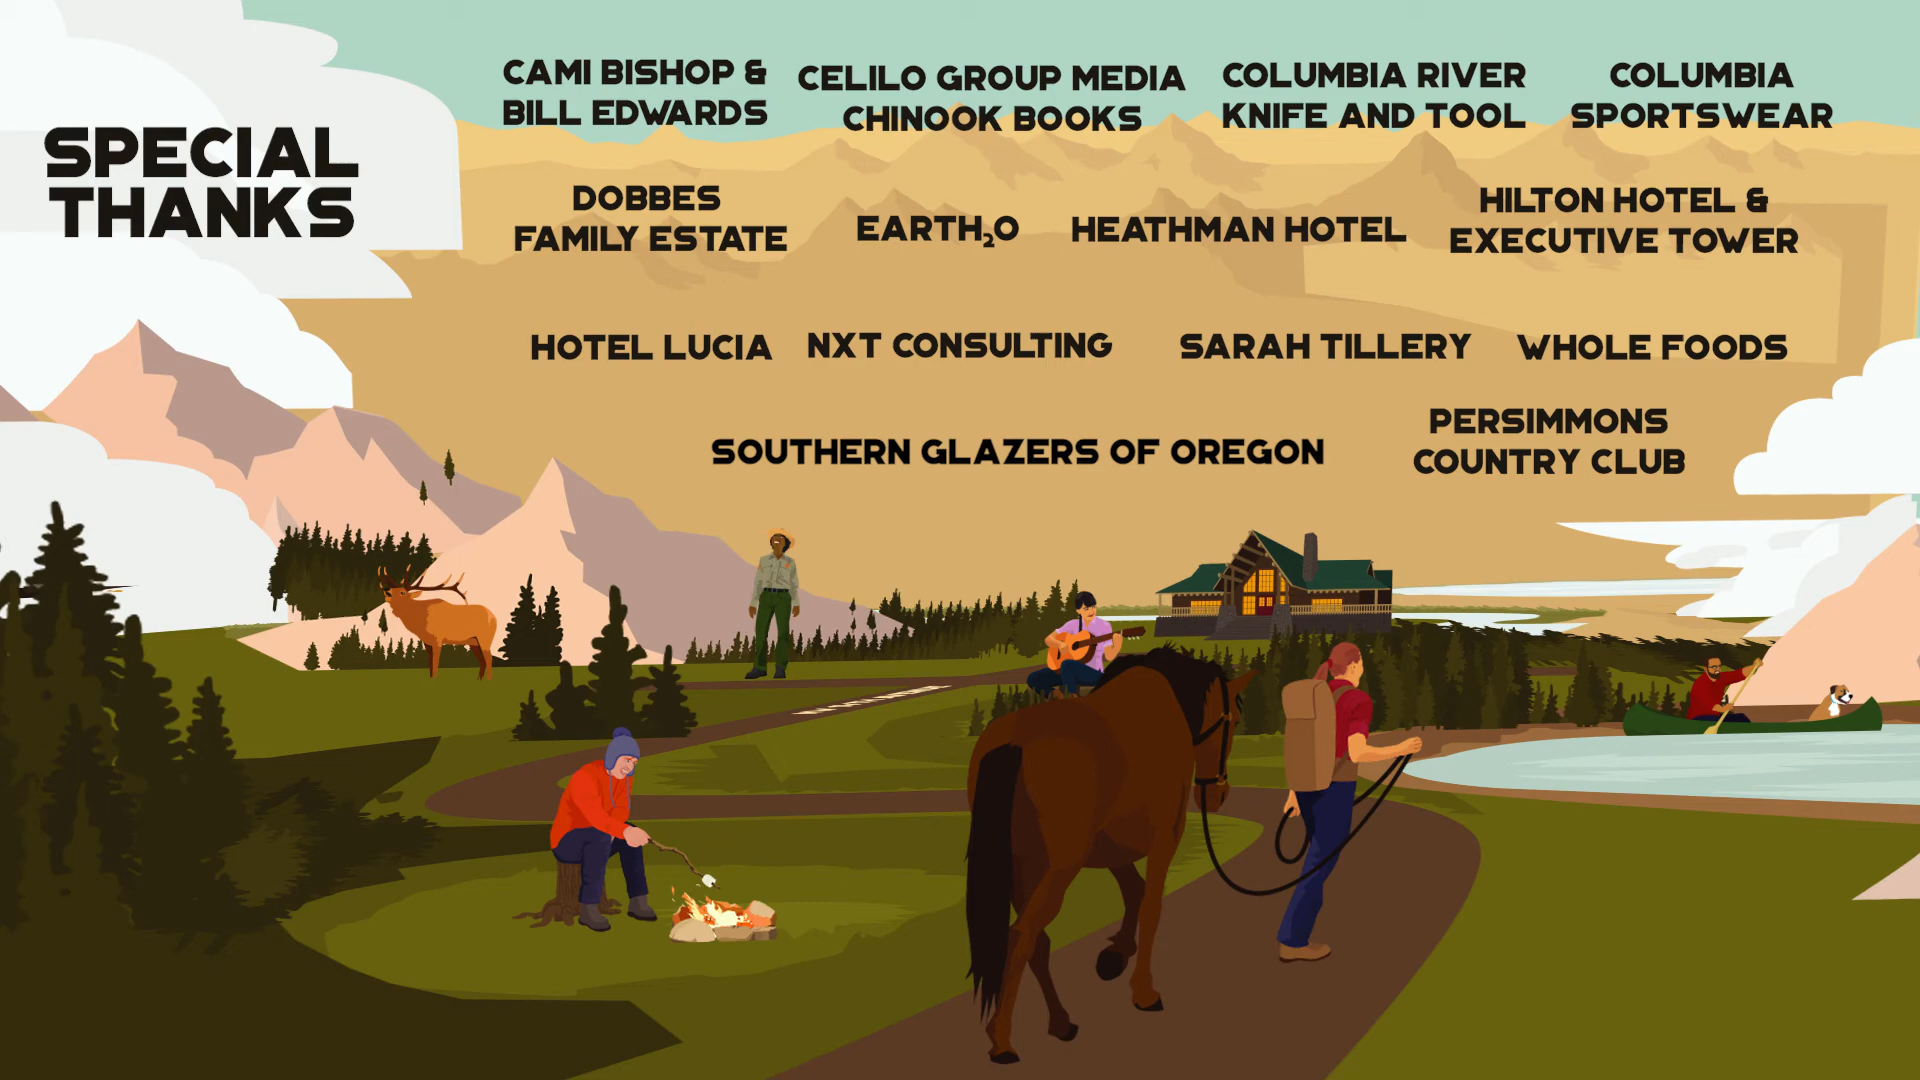 SPECIAL
THANKS
CAMI BISHOP &
BILL EDWARDS
CELILO GROUP MEDIA
CHINOOK BOOKS
COLUMBIA RIVER
KNIFE AND TOOL
COLUMBIA
SPORTSWEAR
DOBBES
FAMILY ESTATE
EARTH₂O
HEATHMAN HOTEL
HILTON HOTEL &
EXECUTIVE TOWER
HOTEL LUCIA
NXT CONSULTING
SARAH TILLERY
WHOLE FOODS
SOUTHERN GLAZERS OF OREGON
PERSIMMONS
COUNTRY CLUB